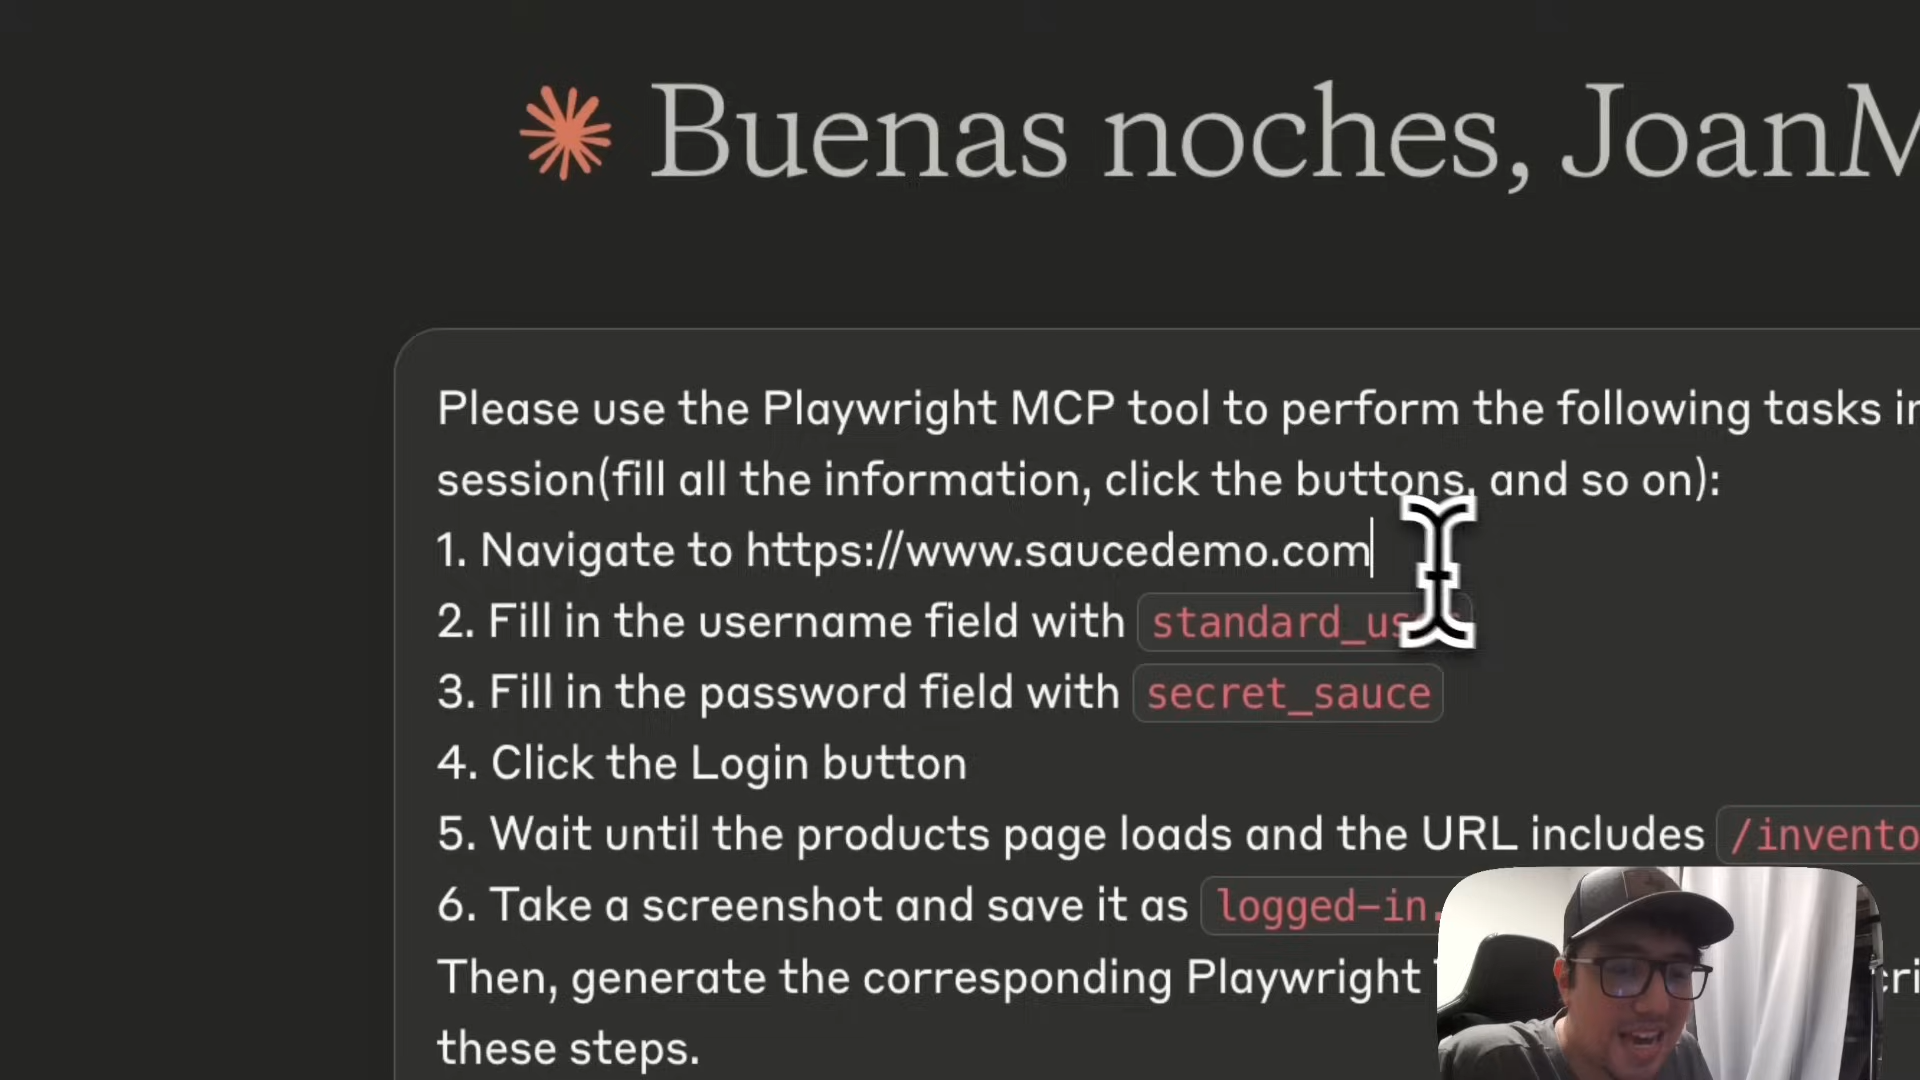 Buenas noches, JoanM
Please use the Playwright MCP tool to perform the following tasks in
session(fill all the information, click the buttons, and so on):
1. Navigate to https://www.saucedemo.com
2. Fill in the username field with standard_us
3. Fill in the password field with secret_sauce
4. Click the Login button
5. Wait until the products page loads and the URL includes /invento
6. Take a screenshot and save it as logged-in.
Then, generate the corresponding Playwright
these steps.